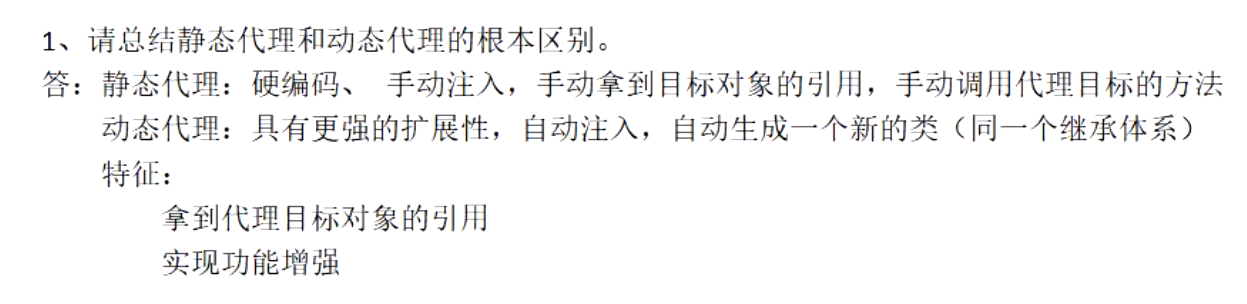 1、请总结静态代理和动态代理的根本区别。
答：静态代理：硬编码、 手动注入，手动拿到目标对象的引用，手动调用代理目标的方法
动态代理：具有更强的扩展性，自动注入，自动生成一个新的类（同一个继承体系）
特征：
拿到代理目标对象的引用
实现功能增强